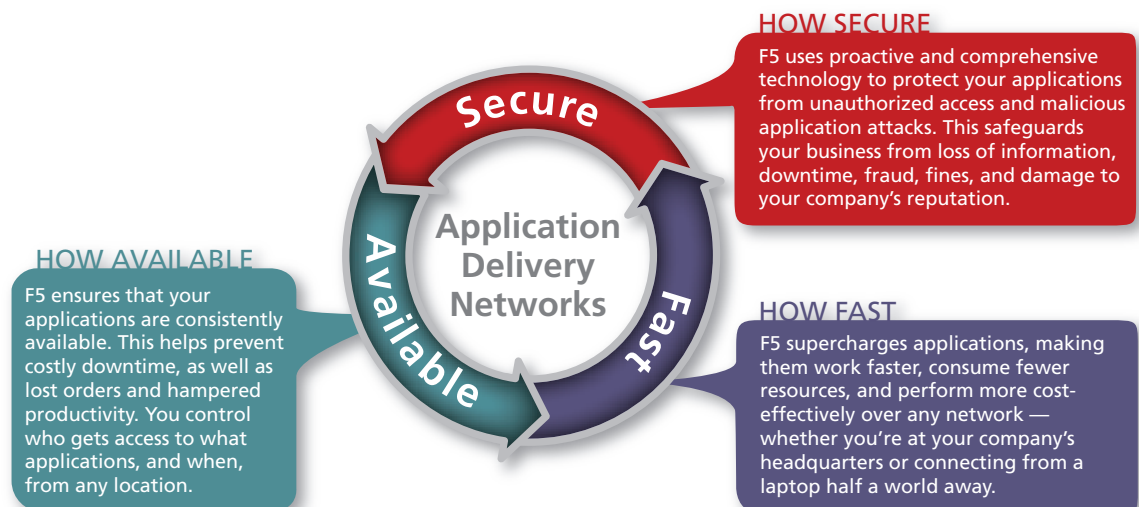 HOW SECURE
F5 uses proactive and comprehensive
technology to protect your applications
from unauthorized access and malicious
application attacks. This safeguards
your business from loss of information,
downtime, fraud, fines, and damage to
your company's reputation.
Secure
Available
Fast
Application
Delivery
Networks
HOW AVAILABLE
F5 ensures that your
applications are consistently
available. This helps prevent
costly downtime, as well as
lost orders and hampered
productivity. You control
who gets access to what
applications, and when,
from any location.
HOW FAST
F5 supercharges applications, making
them work faster, consume fewer
resources, and perform more cost-
effectively over any network —
whether you're at your company's
headquarters or connecting from a
laptop half a world away.